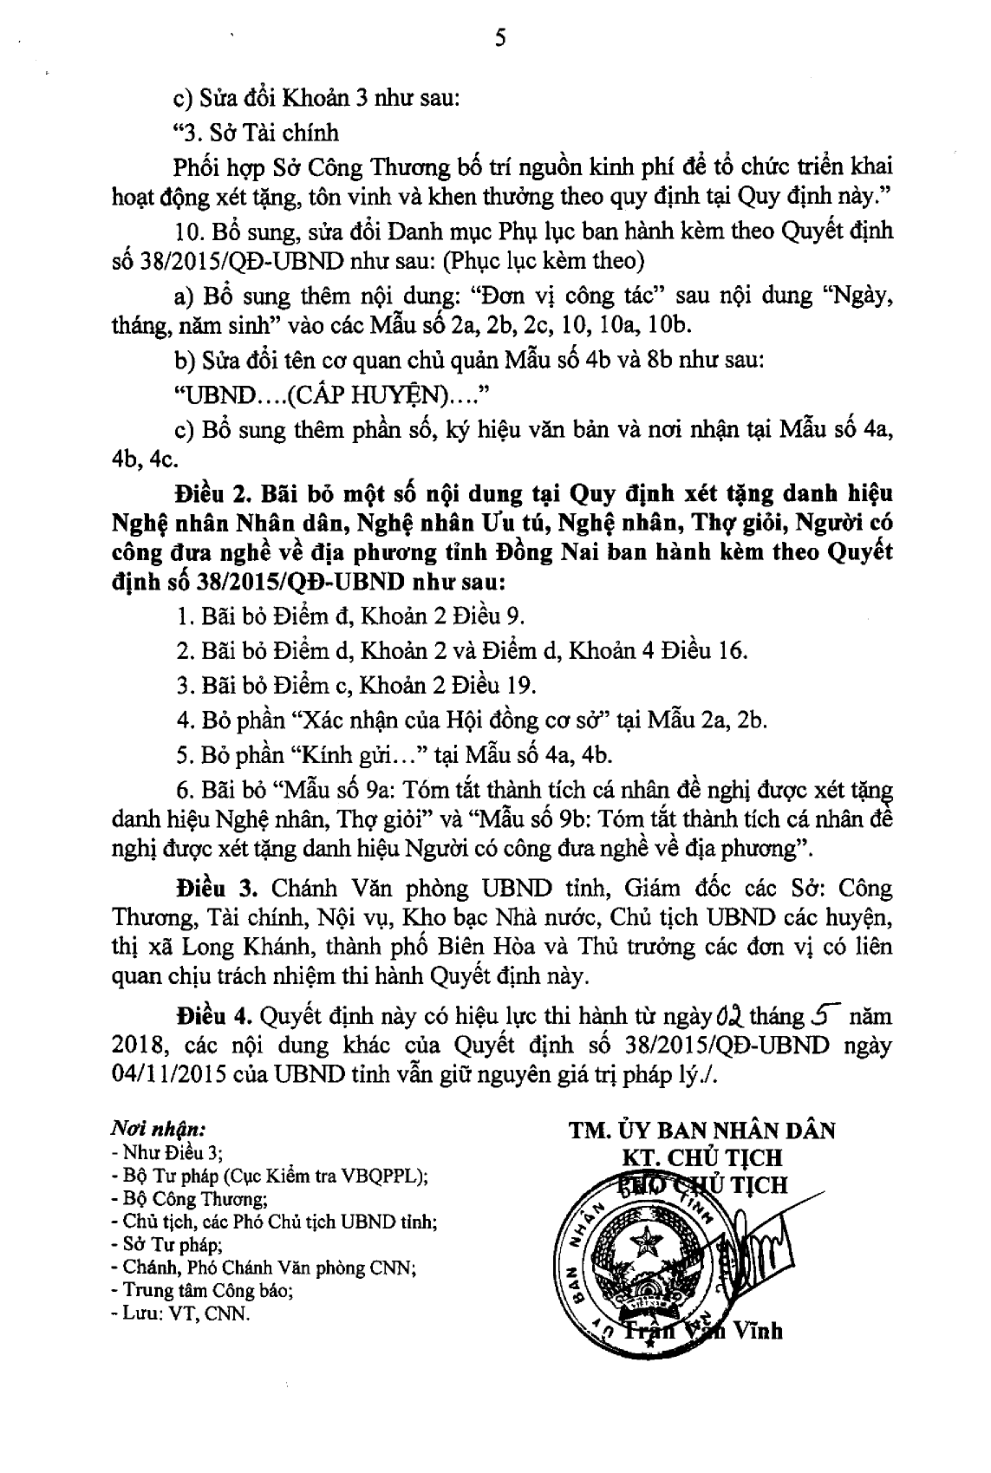 5
c) Sửa đổi Khoản 3 như sau:
“3. Sở Tài chính
Phối hợp Sở Công Thương bố trí nguồn kinh phí để tổ chức triển khai
hoạt động xét tặng, tôn vinh và khen thưởng theo quy định tại Quy định này.”
10. Bổ sung, sửa đổi Danh mục Phụ lục ban hành kèm theo Quyết định
số 38/2015/QĐ-UBND như sau: (Phục lục kèm theo)
a) Bổ sung thêm nội dung: “Đơn vị công tác” sau nội dung “Ngày,
tháng, năm sinh” vào các Mẫu số 2a, 2b, 2c, 10, 10a, 10b.
b) Sửa đổi tên cơ quan chủ quản Mẫu số 4b và 8b như sau:
“UBND….(CẤP HUYỆN)….”
c) Bổ sung thêm phần số, ký hiệu văn bản và nơi nhận tại Mẫu số 4a,
4b, 4c.
Điều 2. Bãi bỏ một số nội dung tại Quy định xét tặng danh hiệu
Nghệ nhân Nhân dân, Nghệ nhân Ưu tú, Nghệ nhân, Thợ giỏi, Người có
công đưa nghề về địa phương tỉnh Đồng Nai ban hành kèm theo Quyết
định số 38/2015/QĐ-UBND như sau:
1. Bãi bỏ Điểm đ, Khoản 2 Điều 9.
2. Bãi bỏ Điểm d, Khoản 2 và Điểm d, Khoản 4 Điều 16.
3. Bãi bỏ Điểm c, Khoản 2 Điều 19.
4. Bỏ phần “Xác nhận của Hội đồng cơ sở” tại Mẫu 2a, 2b.
5. Bỏ phần “Kính gửi…” tại Mẫu số 4a, 4b.
6. Bãi bỏ “Mẫu số 9a: Tóm tắt thành tích cá nhân đề nghị được xét tặng
danh hiệu Nghệ nhân, Thợ giỏi” và “Mẫu số 9b: Tóm tắt thành tích cá nhân đề
nghị được xét tặng danh hiệu Người có công đưa nghề về địa phương”.
Điều 3. Chánh Văn phòng UBND tỉnh, Giám đốc các Sở: Công
Thương, Tài chính, Nội vụ, Kho bạc Nhà nước, Chủ tịch UBND các huyện,
thị xã Long Khánh, thành phố Biên Hòa và Thủ trưởng các đơn vị có liên
quan chịu trách nhiệm thi hành Quyết định này.
Điều 4. Quyết định này có hiệu lực thi hành từ ngày 02 tháng 5 năm
2018, các nội dung khác của Quyết định số 38/2015/QĐ-UBND ngày
04/11/2015 của UBND tỉnh vẫn giữ nguyên giá trị pháp lý./.
Nơi nhận:
- Như Điều 3;
- Bộ Tư pháp (Cục Kiểm tra VBQPPL);
- Bộ Công Thương;
- Chủ tịch, các Phó Chủ tịch UBND tỉnh;
- Sở Tư pháp;
- Chánh, Phó Chánh Văn phòng CNN;
- Trung tâm Công báo;
- Lưu: VT, CNN.
TM. ỦY BAN NHÂN DÂN
KT. CHỦ TỊCH
PHÓ CHỦ TỊCH
ỦY BAN NHÂN
TỈNH
Trần Văn Vĩnh